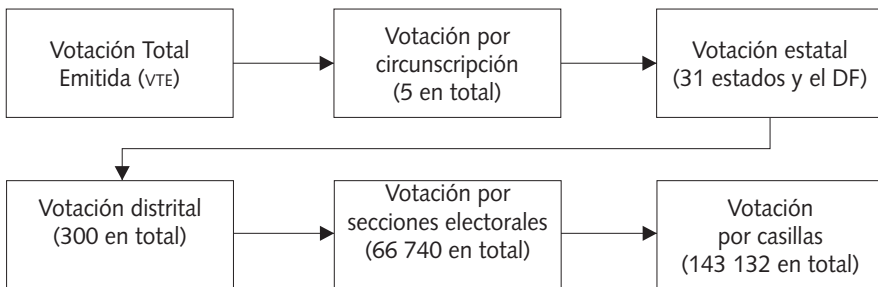 Votación Total
Emitida (VTE)
Votación por
circunscripción
(5 en total)
Votación estatal
(31 estados y el DF)
Votación distrital
(300 en total)
Votación por
secciones electorales
(66 740 en total)
Votación
por casillas
(143 132 en total)